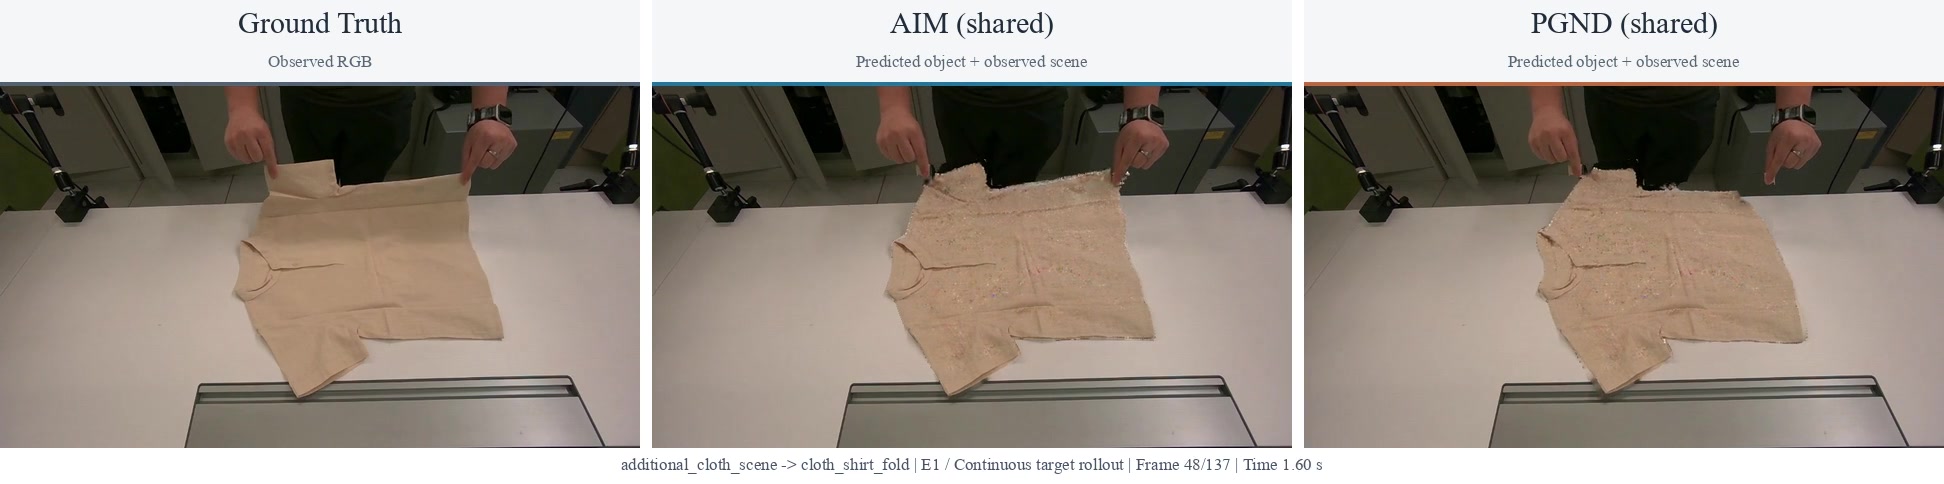 Ground Truth
Observed RGB
AIM (shared)
Predicted object + observed scene
PGND (shared)
Predicted object + observed scene
additional_cloth_scene -> cloth_shirt_fold | E1 / Continuous target rollout | Frame 48/137 | Time 1.60 s